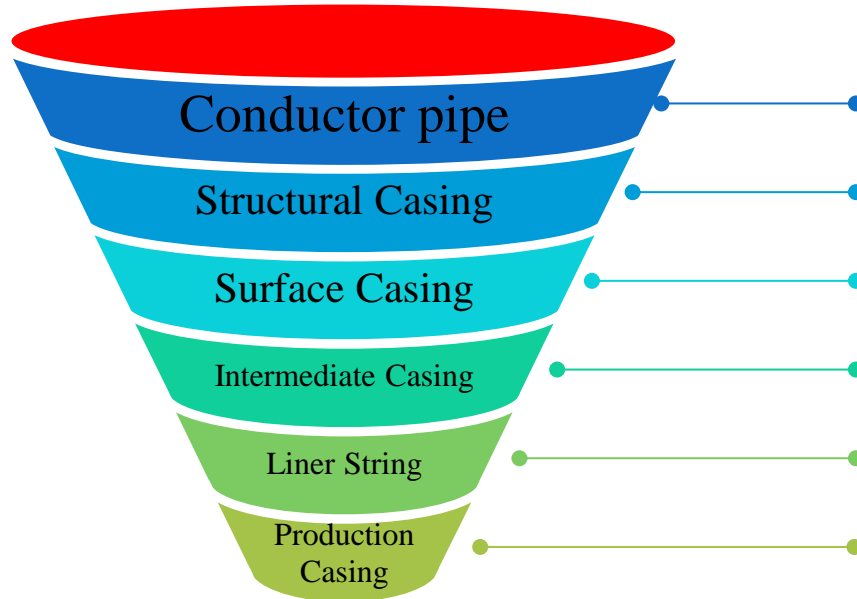 Conductor pipe
Structural Casing
Surface Casing
Intermediate Casing
Liner String
Production
Casing